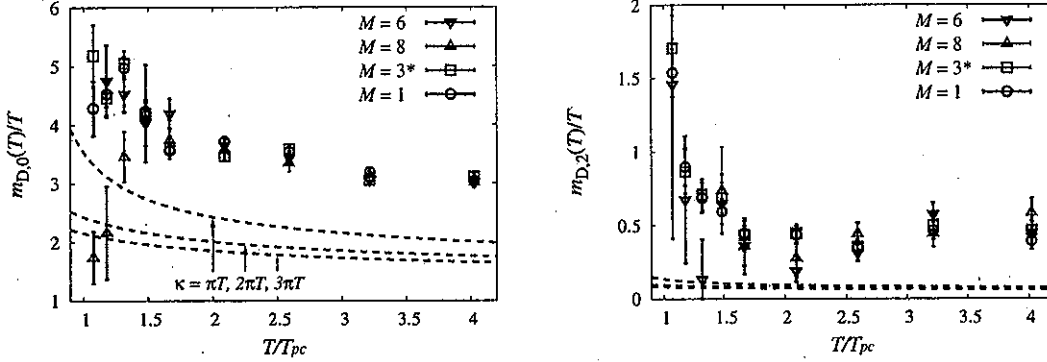 6
5
4
3
2
1
m_{D,0}(T)/T
M = 6
M = 8
M = 3*
M = 1
κ = πT, 2πT, 3πT
1 1.5 2 2.5 3 3.5 4
T/T_{pc}
2
1.5
1
0.5
0
m_{D,2}(T)/T
M = 6
M = 8
M = 3*
M = 1
1 1.5 2 2.5 3 3.5 4
T/T_{pc}